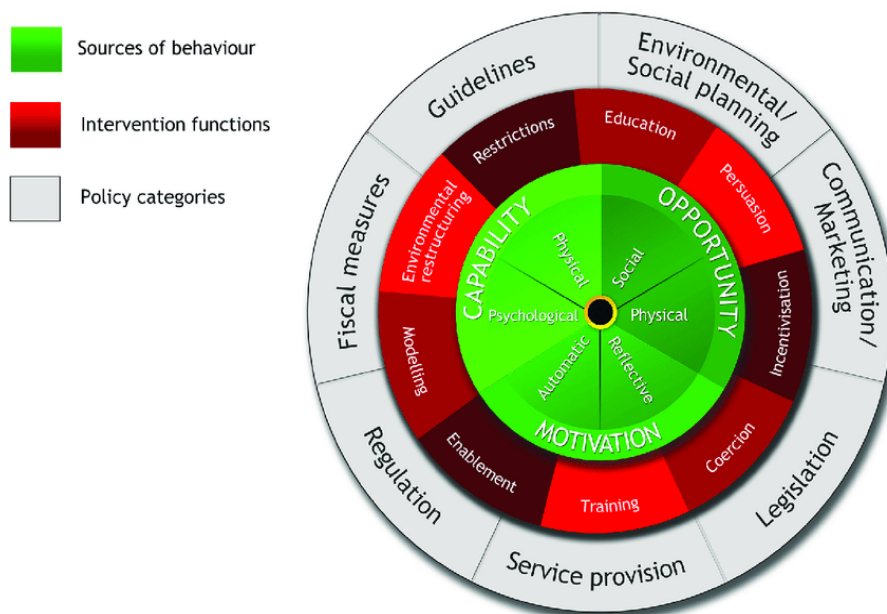 Sources of behaviour
Intervention functions
Policy categories
Guidelines
Environmental/
Social planning
Communication/
Marketing
Legislation
Service provision
Regulation
Fiscal measures
Restrictions
Education
Persuasion
Incentivisation
Coercion
Training
Enablement
Modelling
Environmental
restructuring
CAPABILITY
OPPORTUNITY
MOTIVATION
Physical
Social
Psychological
Physical
Automatic
Reflective